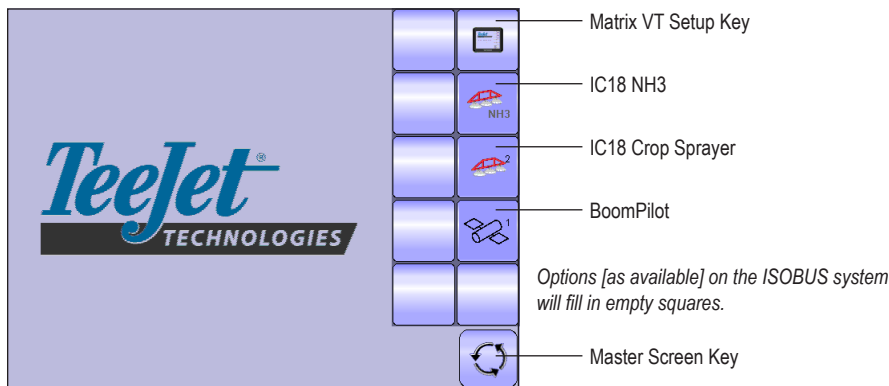 Matrix VT Setup Key
IC18 NH3
NH3
IC18 Crop Sprayer
2
TeeJet®
TECHNOLOGIES
BoomPilot
1
Options [as available] on the ISOBUS system
will fill in empty squares.
Master Screen Key